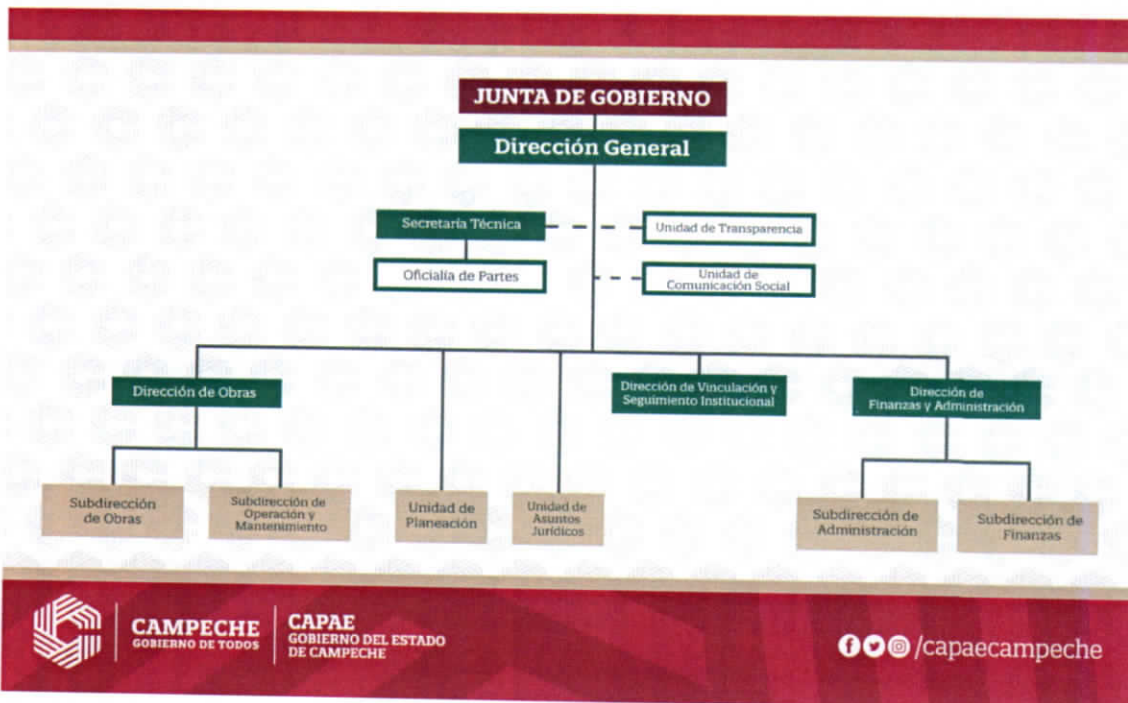 JUNTA DE GOBIERNO
Dirección General
Secretaría Técnica
Unidad de Transparencia
Oficialía de Partes
Unidad de
Comunicación Social
Dirección de Obras
Dirección de Vinculación y
Seguimiento Institucional
Dirección de
Finanzas y Administración
Subdirección
de Obras
Subdirección de
Operación y
Mantenimiento
Unidad de
Planeación
Unidad de
Asuntos
Jurídicos
Subdirección de
Administración
Subdirección de
Finanzas
CAMPECHE
GOBIERNO DE TODOS
CAPAE
GOBIERNO DEL ESTADO
DE CAMPECHE
/capaecampeche